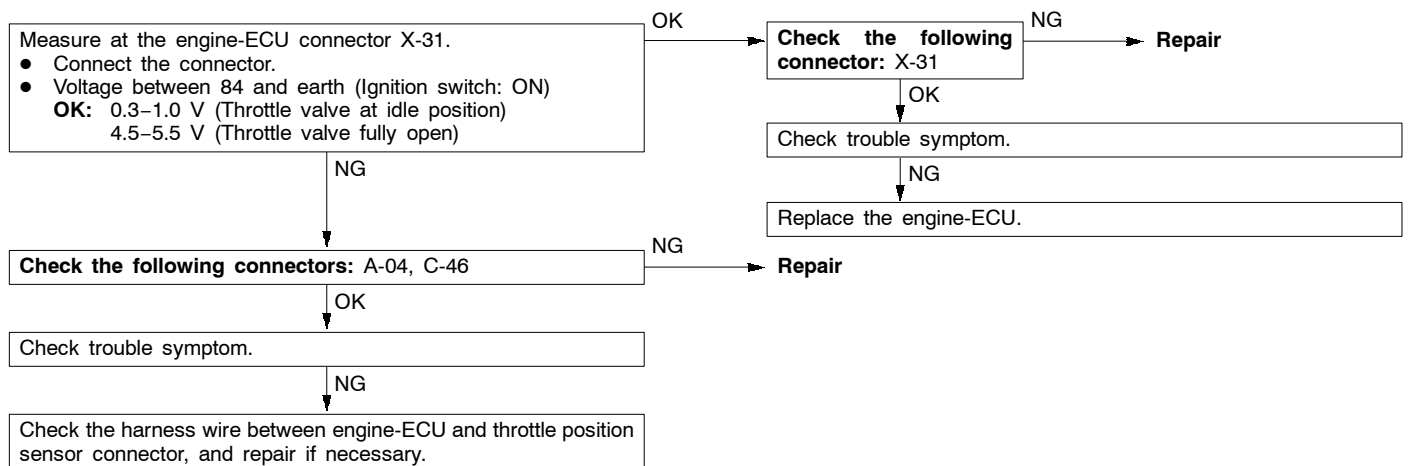 Measure at the engine-ECU connector X-31.
● Connect the connector.
● Voltage between 84 and earth (Ignition switch: ON)
OK: 0.3–1.0 V (Throttle valve at idle position)
4.5–5.5 V (Throttle valve fully open)
OK
Check the following
connector: X-31
NG
Repair
OK
Check trouble symptom.
NG
Replace the engine-ECU.
NG
Check the following connectors: A-04, C-46
NG
Repair
OK
Check trouble symptom.
NG
Check the harness wire between engine-ECU and throttle position
sensor connector, and repair if necessary.